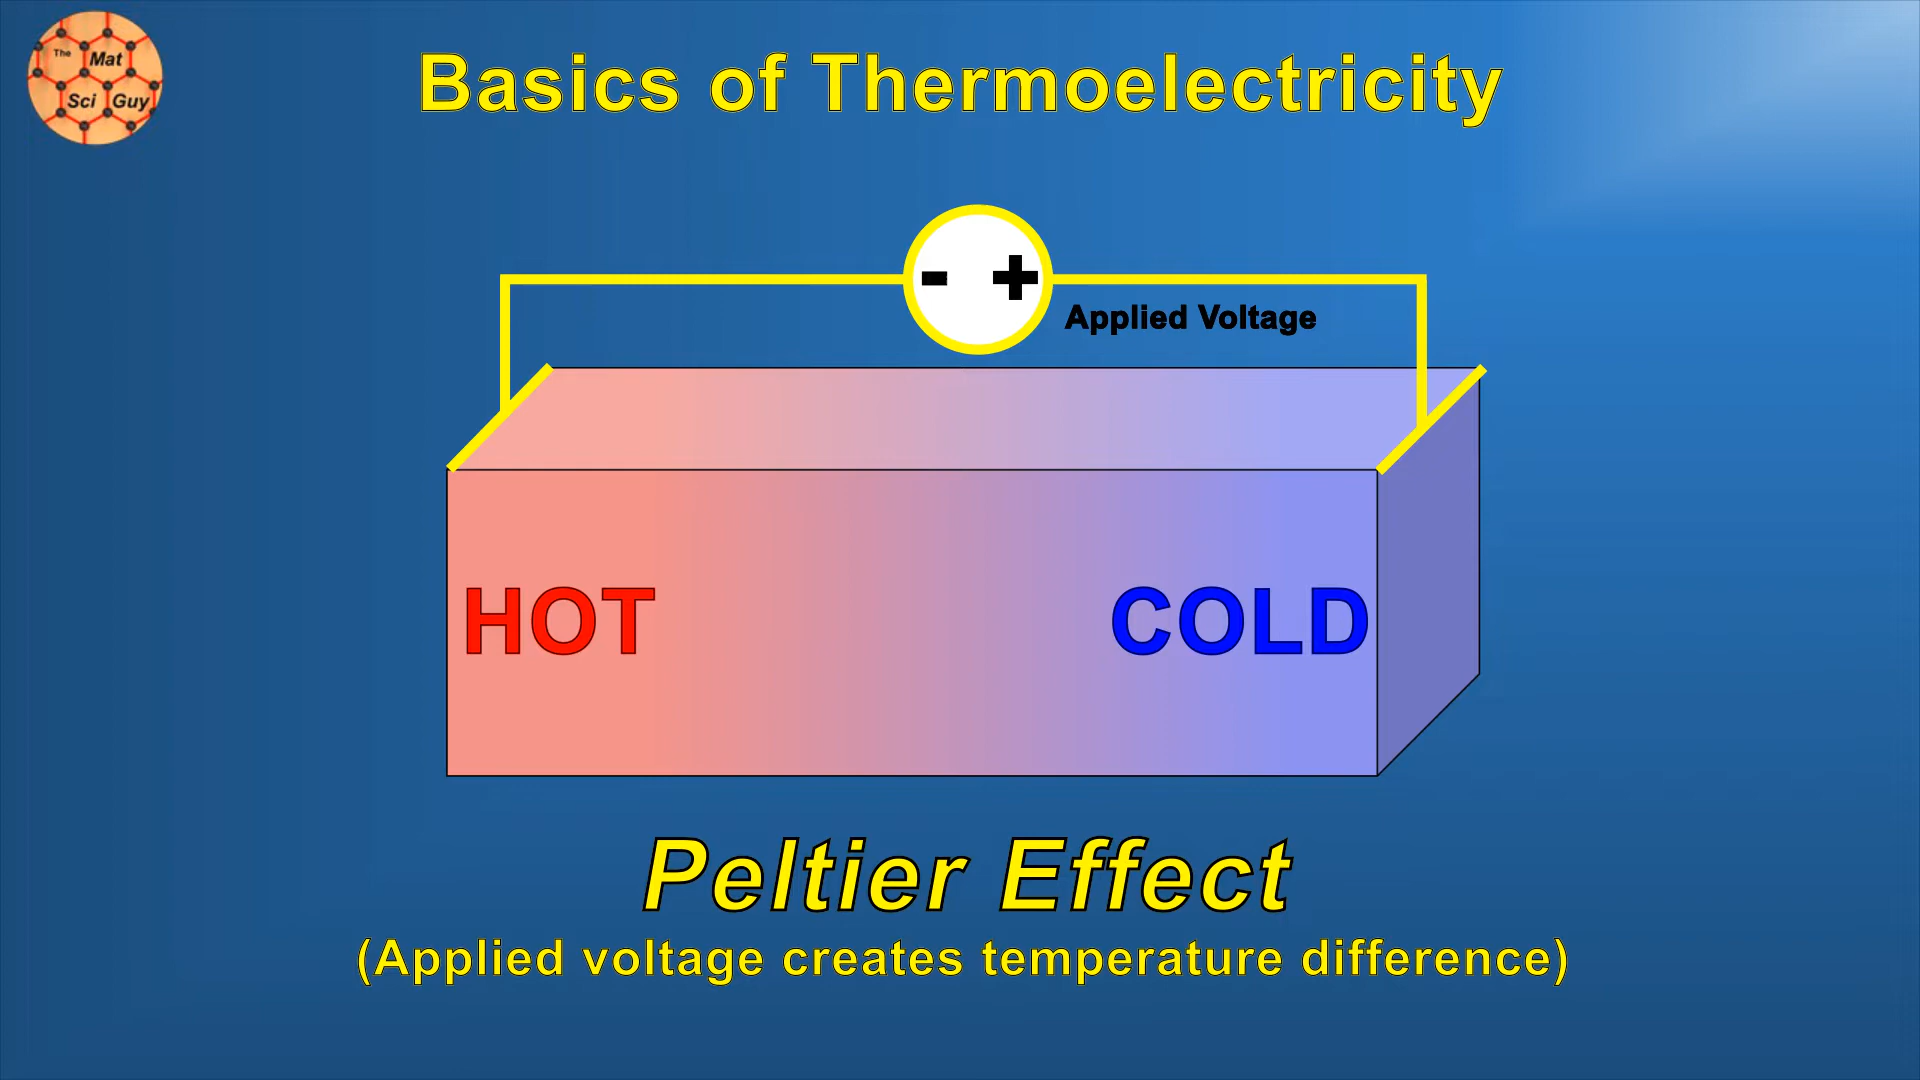 The
Mat
Sci Guy
Basics of Thermoelectricity
- +
Applied Voltage
HOT
COLD
Peltier Effect
(Applied voltage creates temperature difference)